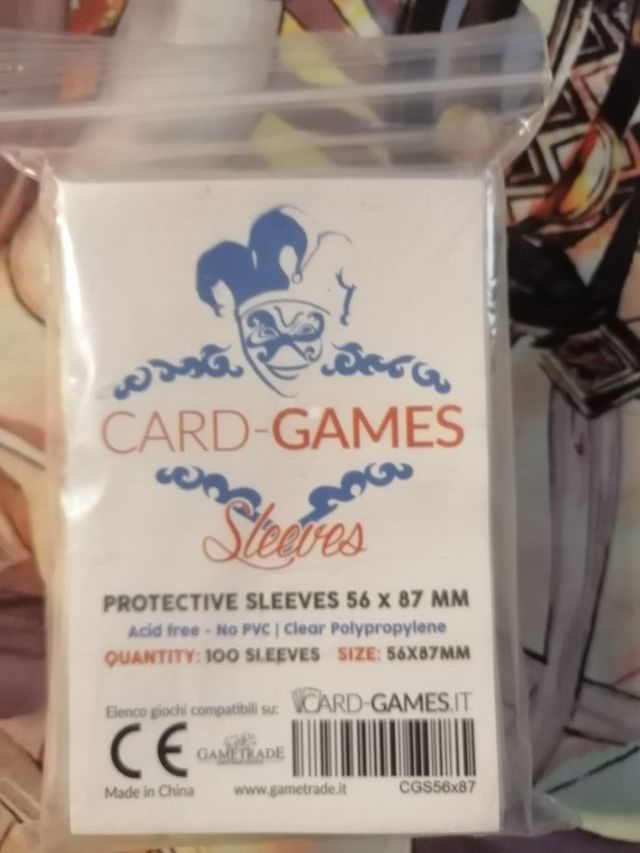 CARD-GAMES
Sleeves
PROTECTIVE SLEEVES 56 X 87 MM
Acid free - No PVC | Clear Polypropylene
QUANTITY: 100 SLEEVES SIZE: 56X87MM
Elenco giochi compatibili su: CARD-GAMES.IT
CE GAMETRADE
Made in China www.gametrade.it CGS56x87